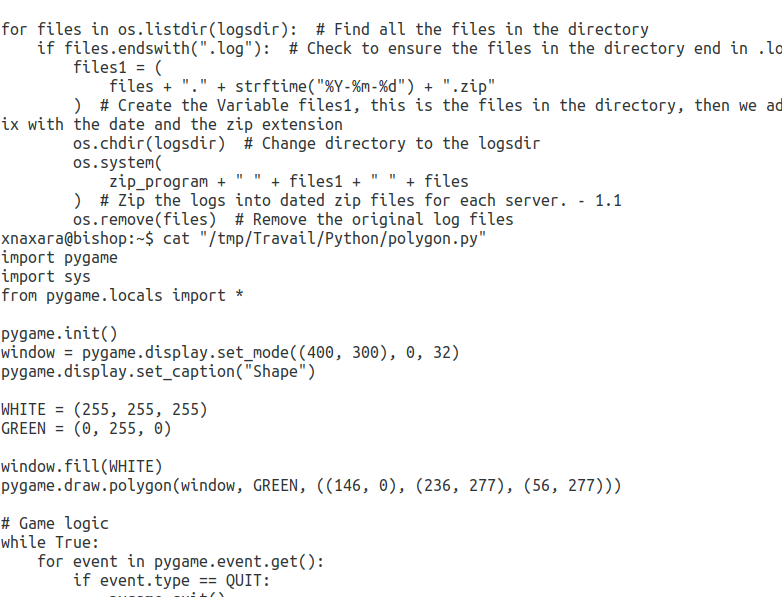 for files in os.listdir(logsdir):  # Find all the files in the directory
    if files.endswith(".log"):  # Check to ensure the files in the directory end in .lo
        files1 = (
            files + "." + strftime("%Y-%m-%d") + ".zip"
        )  # Create the Variable files1, this is the files in the directory, then we ad
ix with the date and the zip extension
        os.chdir(logsdir)  # Change directory to the logsdir
        os.system(
            zip_program + " " + files1 + " " + files
        )  # Zip the logs into dated zip files for each server. - 1.1
        os.remove(files)  # Remove the original log files
xnaxara@bishop:~$ cat "/tmp/Travail/Python/polygon.py"
import pygame
import sys
from pygame.locals import *

pygame.init()
window = pygame.display.set_mode((400, 300), 0, 32)
pygame.display.set_caption("Shape")

WHITE = (255, 255, 255)
GREEN = (0, 255, 0)

window.fill(WHITE)
pygame.draw.polygon(window, GREEN, ((146, 0), (236, 277), (56, 277)))

# Game logic
while True:
    for event in pygame.event.get():
        if event.type == QUIT:
            pygame.quit()